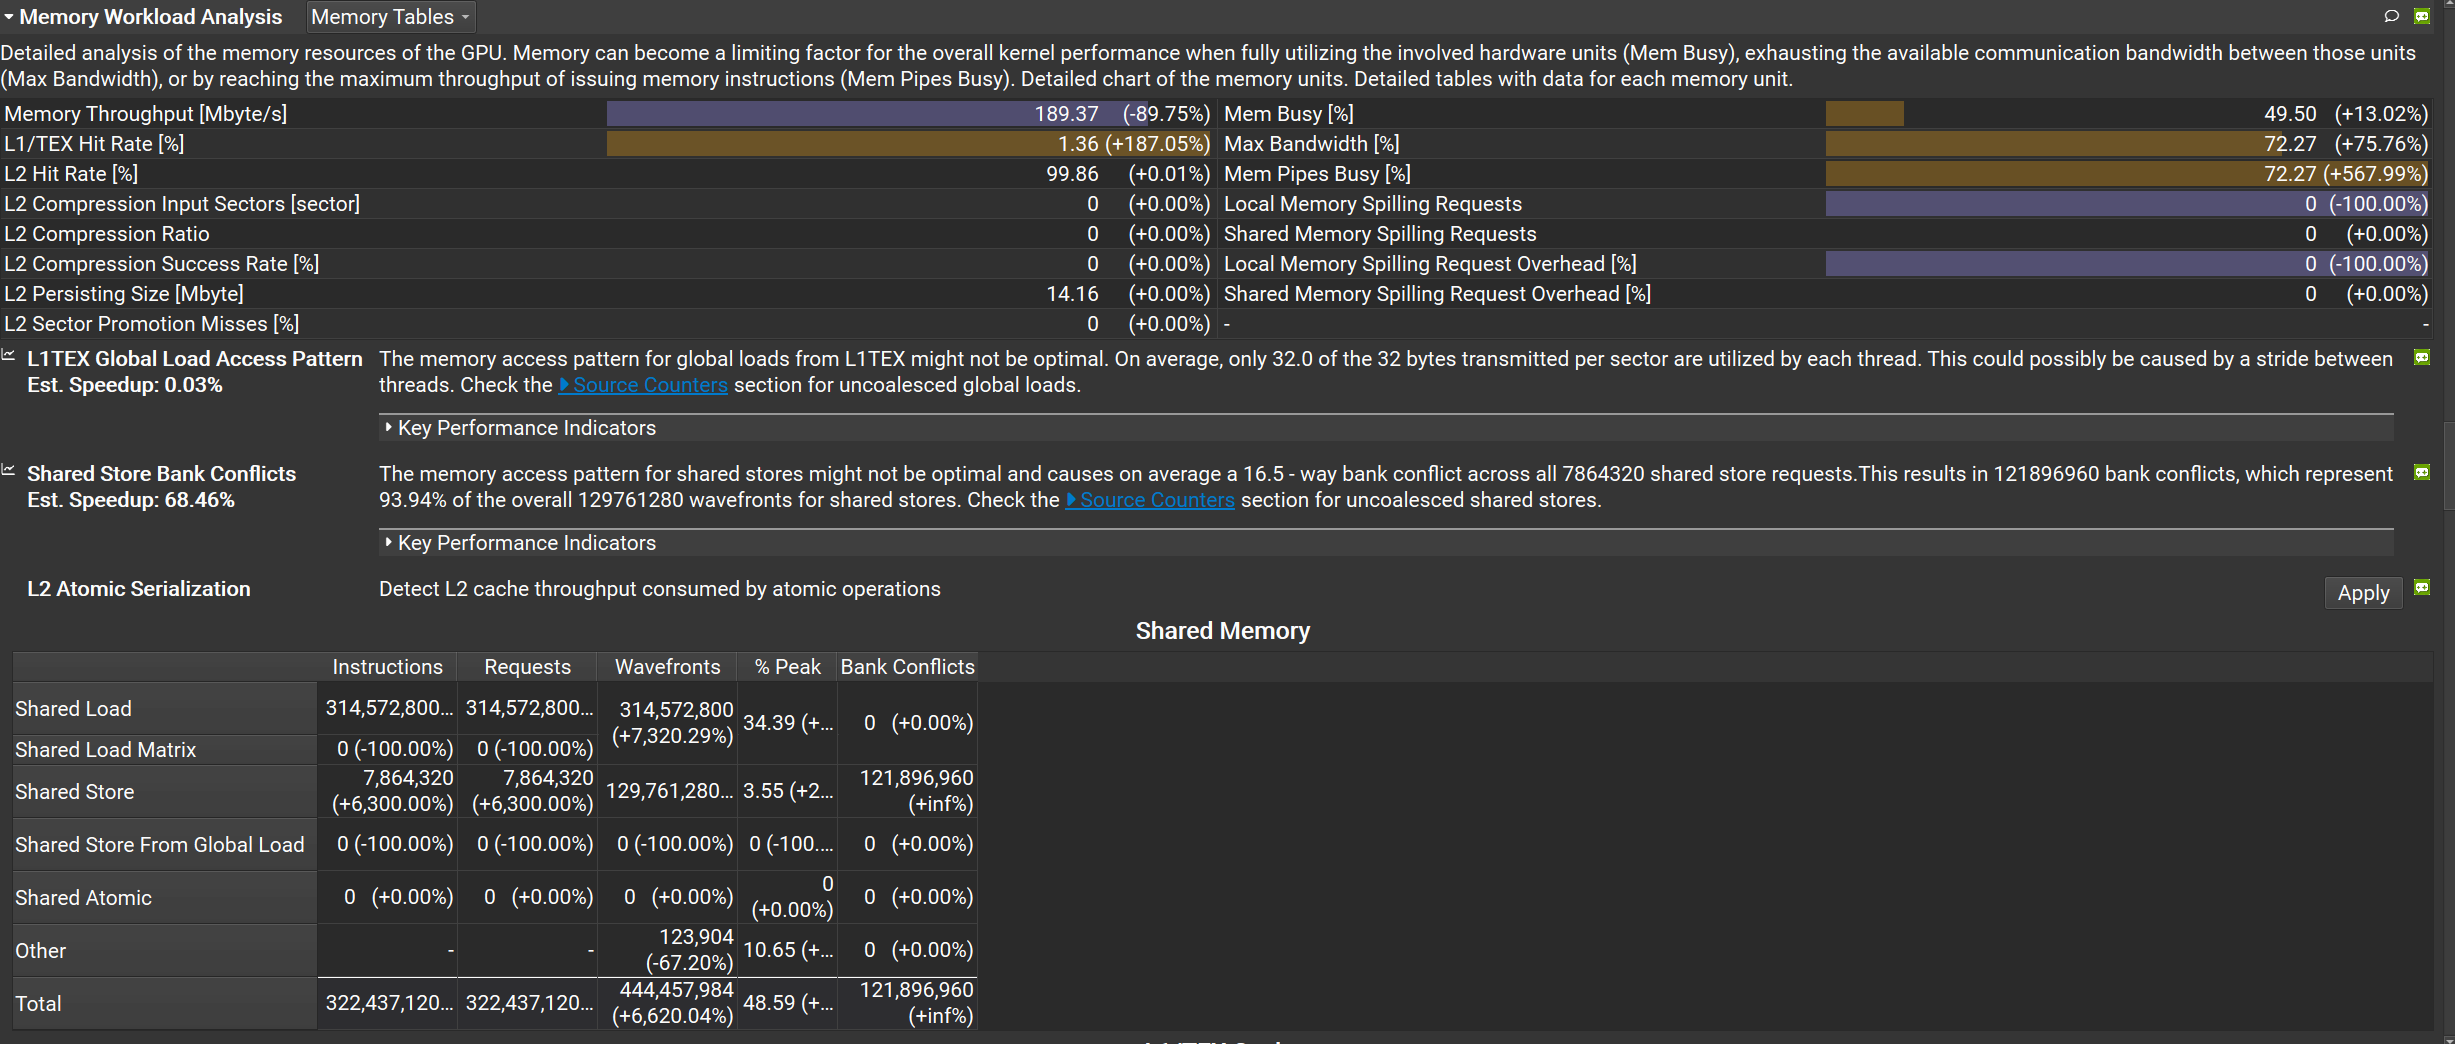 Memory Workload Analysis Memory Tables
Detailed analysis of the memory resources of the GPU. Memory can become a limiting factor for the overall kernel performance when fully utilizing the involved hardware units (Mem Busy), exhausting the available communication bandwidth between those units
(Max Bandwidth), or by reaching the maximum throughput of issuing memory instructions (Mem Pipes Busy). Detailed chart of the memory units. Detailed tables with data for each memory unit.
Memory Throughput [Mbyte/s] 189.37 (-89.75%) Mem Busy [%] 49.50 (+13.02%)
L1/TEX Hit Rate [%] 1.36 (+187.05%) Max Bandwidth [%] 72.27 (+75.76%)
L2 Hit Rate [%] 99.86 (+0.01%) Mem Pipes Busy [%] 72.27 (+567.99%)
L2 Compression Input Sectors [sector] 0 (+0.00%) Local Memory Spilling Requests 0 (-100.00%)
L2 Compression Ratio 0 (+0.00%) Shared Memory Spilling Requests 0 (+0.00%)
L2 Compression Success Rate [%] 0 (+0.00%) Local Memory Spilling Request Overhead [%] 0 (-100.00%)
L2 Persisting Size [Mbyte] 14.16 (+0.00%) Shared Memory Spilling Request Overhead [%] 0 (+0.00%)
L2 Sector Promotion Misses [%] 0 (+0.00%) - -
L1TEX Global Load Access Pattern The memory access pattern for global loads from L1TEX might not be optimal. On average, only 32.0 of the 32 bytes transmitted per sector are utilized by each thread. This could possibly be caused by a stride between
Est. Speedup: 0.03% threads. Check the Source Counters section for uncoalesced global loads.
Key Performance Indicators
Shared Store Bank Conflicts The memory access pattern for shared stores might not be optimal and causes on average a 16.5 - way bank conflict across all 7864320 shared store requests.This results in 121896960 bank conflicts, which represent
Est. Speedup: 68.46% 93.94% of the overall 129761280 wavefronts for shared stores. Check the Source Counters section for uncoalesced shared stores.
Key Performance Indicators
L2 Atomic Serialization Detect L2 cache throughput consumed by atomic operations Apply
Shared Memory
Instructions Requests Wavefronts % Peak Bank Conflicts
Shared Load 314,572,800... 314,572,800... 314,572,800 (+7,320.29%) 34.39 (+... 0 (+0.00%)
Shared Load Matrix 0 (-100.00%) 0 (-100.00%)
Shared Store 7,864,320 (+6,300.00%) 7,864,320 (+6,300.00%) 129,761,280... 3.55 (+2... 121,896,960 (+inf%)
Shared Store From Global Load 0 (-100.00%) 0 (-100.00%) 0 (-100.00%) 0 (-100.... 0 (+0.00%)
Shared Atomic 0 (+0.00%) 0 (+0.00%) 0 (+0.00%) 0 (+0.00%) 0 (+0.00%)
Other - - 123,904 (-67.20%) 10.65 (+... 0 (+0.00%)
Total 322,437,120... 322,437,120... 444,457,984 (+6,620.04%) 48.59 (+... 121,896,960 (+inf%)